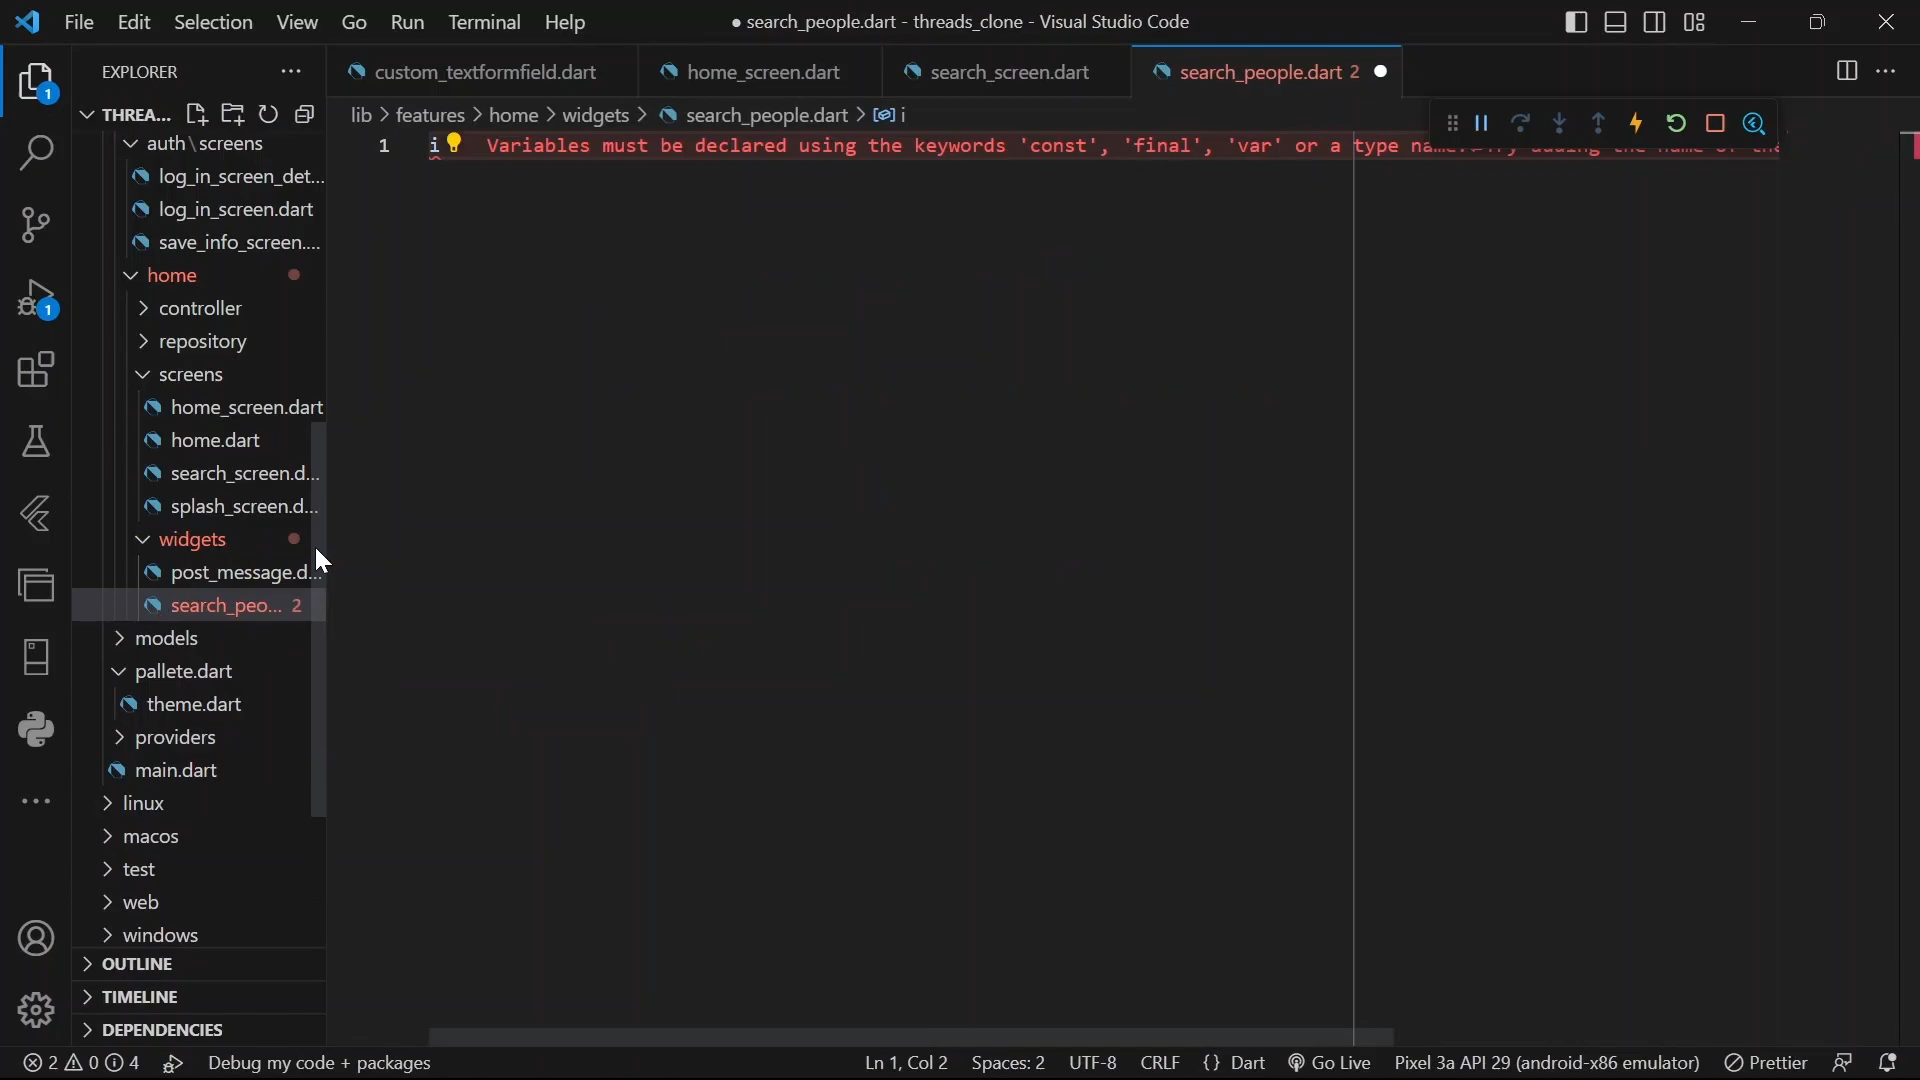 File Edit Selection View Go Run Terminal Help
● search_people.dart - threads_clone - Visual Studio Code
EXPLORER
custom_textformfield.dart
home_screen.dart
search_screen.dart
search_people.dart 2
THREA...
lib > features > home > widgets > search_people.dart > i
1
i Variables must be declared using the keywords 'const', 'final', 'var' or a type name.
auth\screens
log_in_screen_det...
log_in_screen.dart
save_info_screen....
home
controller
repository
screens
home_screen.dart
home.dart
search_screen.d...
splash_screen.d...
widgets
post_message.d...
search_peo... 2
models
pallete.dart
theme.dart
providers
main.dart
linux
macos
test
web
windows
OUTLINE
TIMELINE
DEPENDENCIES
1
1
2 0 4 Debug my code + packages
Ln 1, Col 2 Spaces: 2 UTF-8 CRLF {} Dart Go Live Pixel 3a API 29 (android-x86 emulator) Prettier